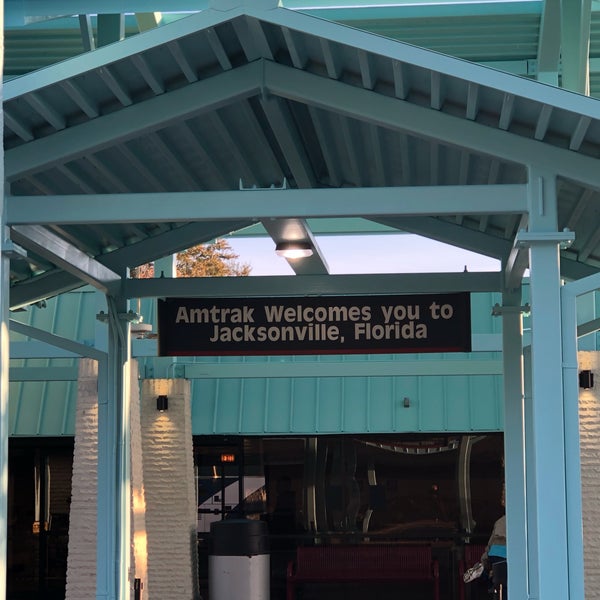 Amtrak Welcomes you to
Jacksonville, Florida